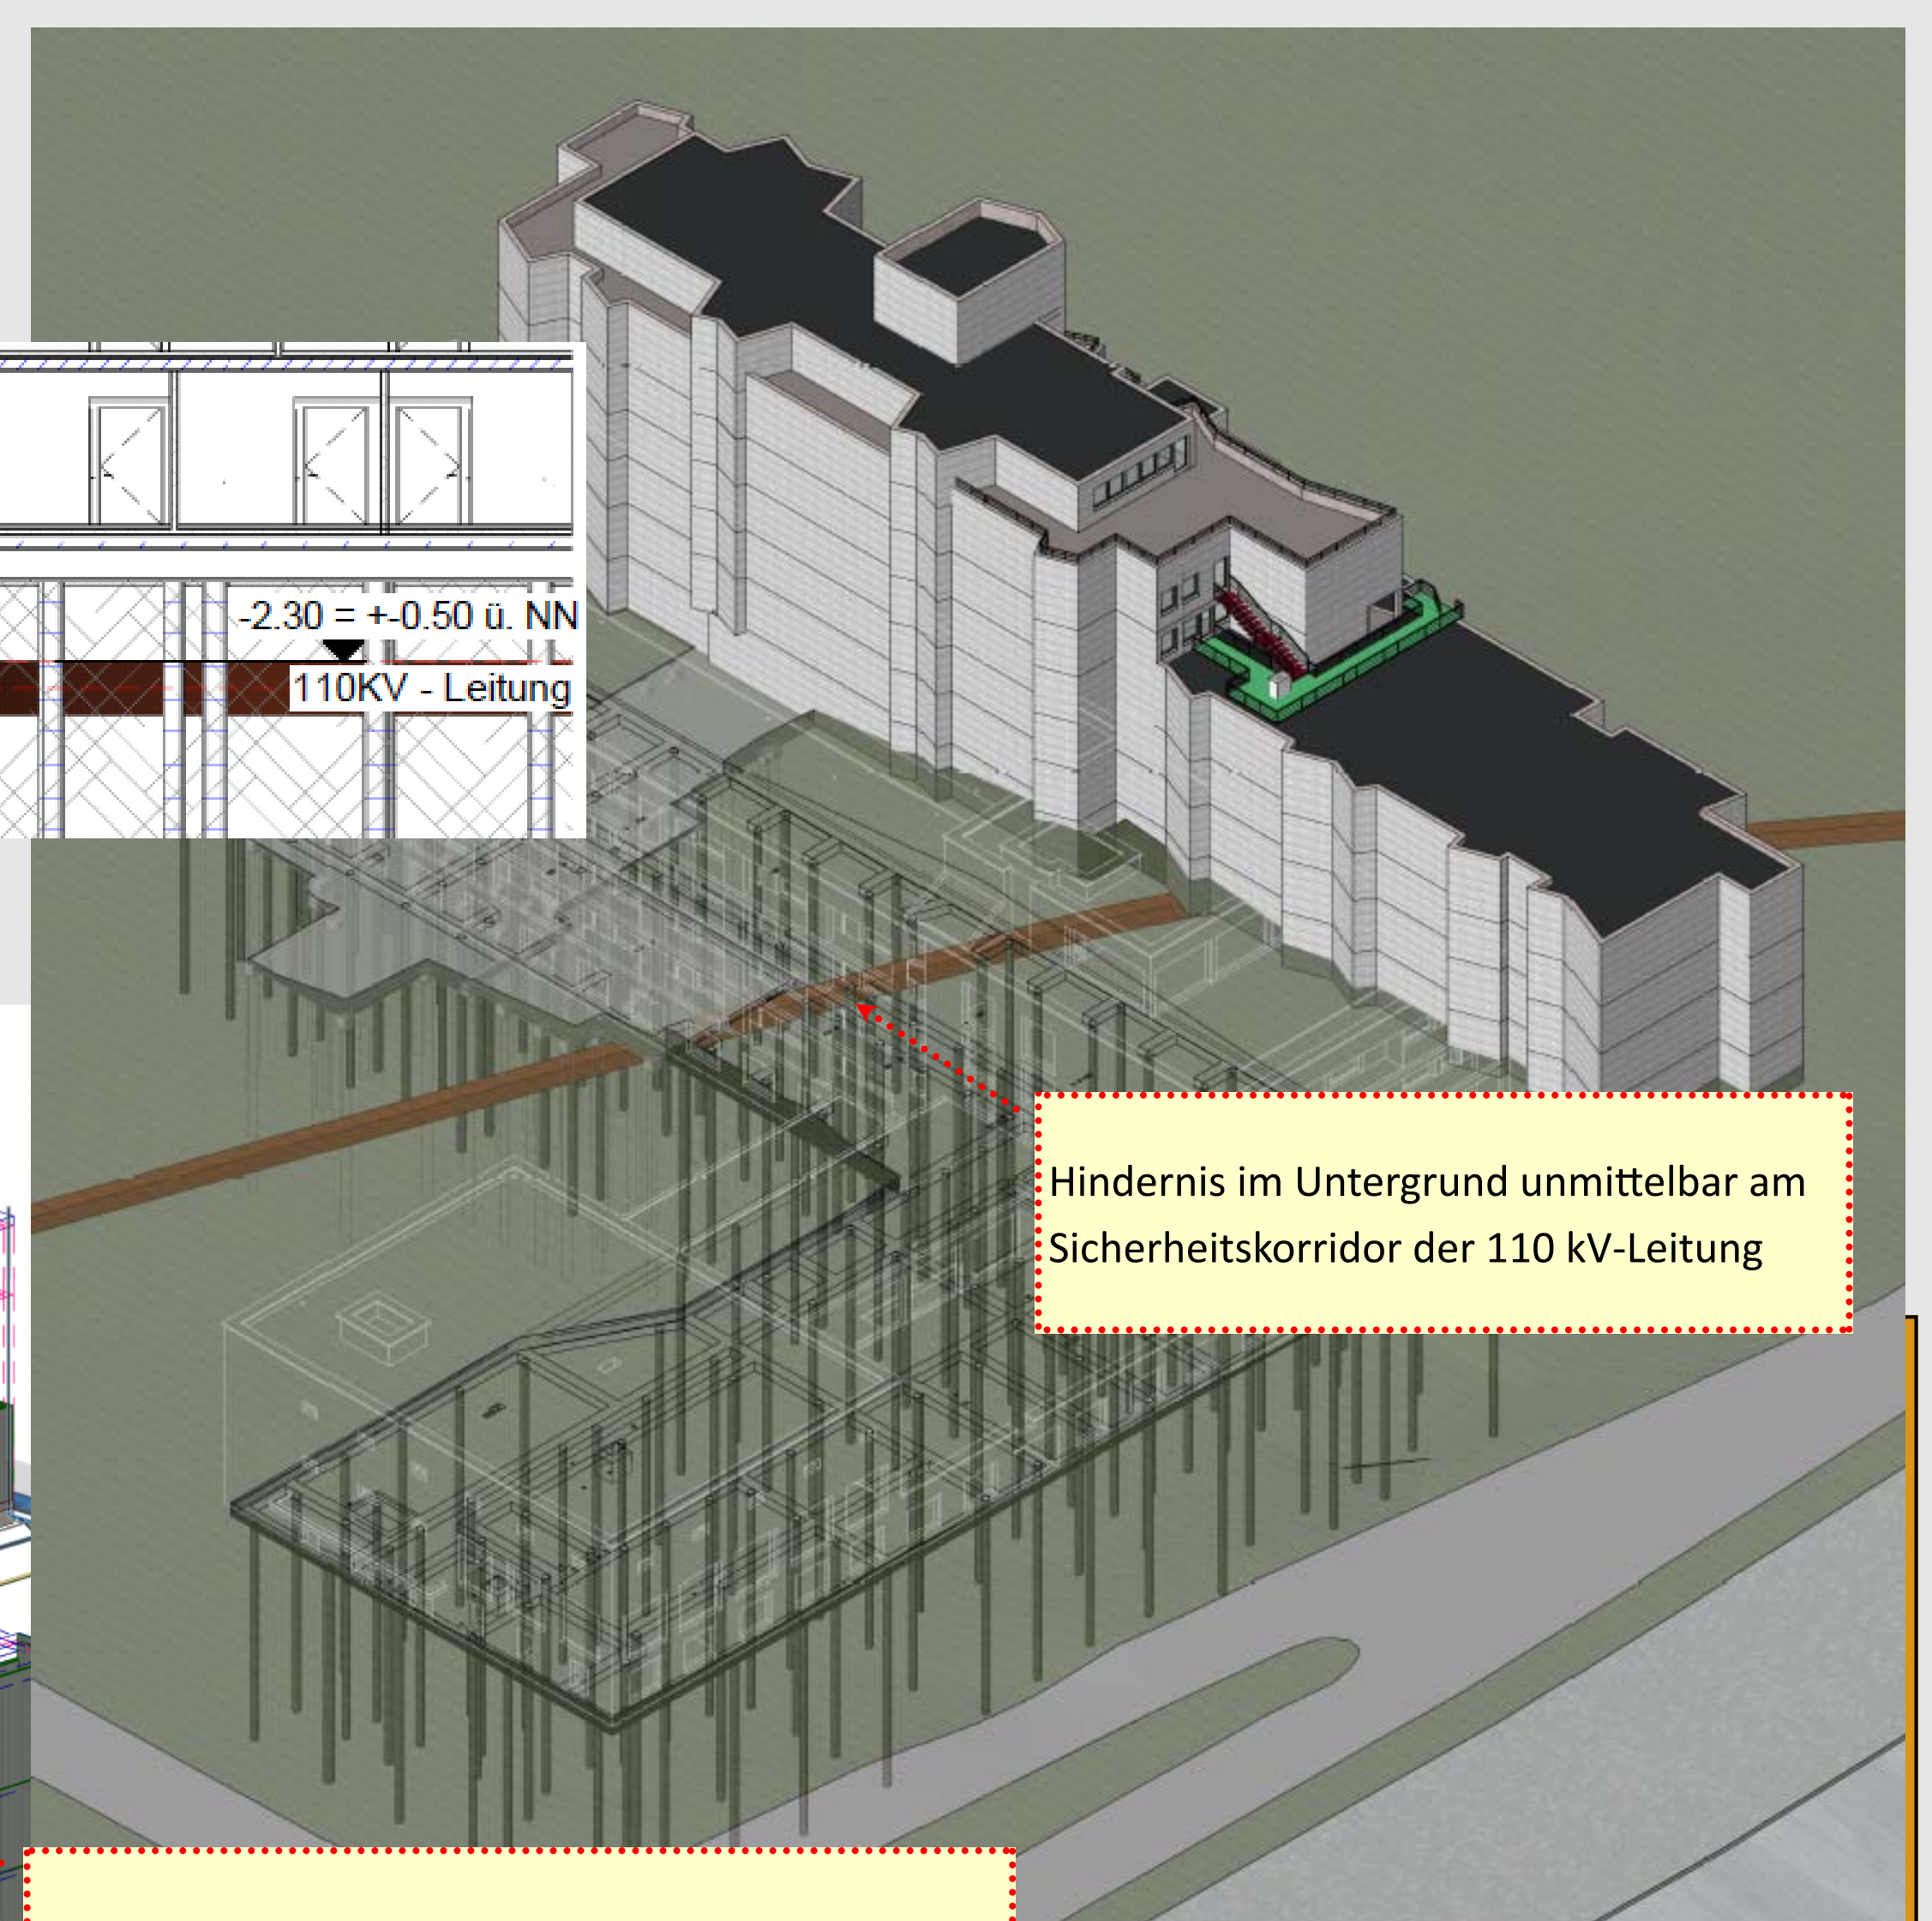 -2.30 = +-0.50 ü. NN
110KV - Leitung
Hindernis im Untergrund unmittelbar am
Sicherheitskorridor der 110 kV-Leitung